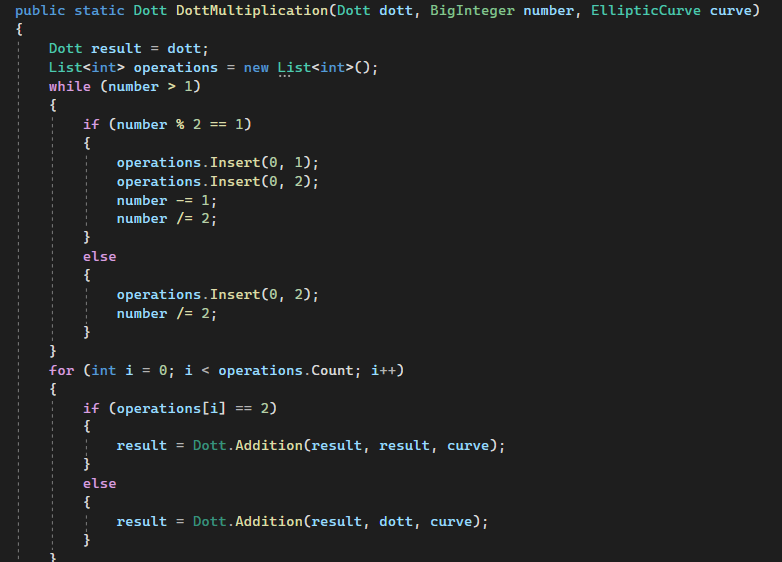 public static Dott DottMultiplication(Dott dott, BigInteger number, EllipticCurve curve)
{
    Dott result = dott;
    List<int> operations = new List<int>();
    while (number > 1)
    {
        if (number % 2 == 1)
        {
            operations.Insert(0, 1);
            operations.Insert(0, 2);
            number -= 1;
            number /= 2;
        }
        else
        {
            operations.Insert(0, 2);
            number /= 2;
        }
    }
    for (int i = 0; i < operations.Count; i++)
    {
        if (operations[i] == 2)
        {
            result = Dott.Addition(result, result, curve);
        }
        else
        {
            result = Dott.Addition(result, dott, curve);
        }
    }